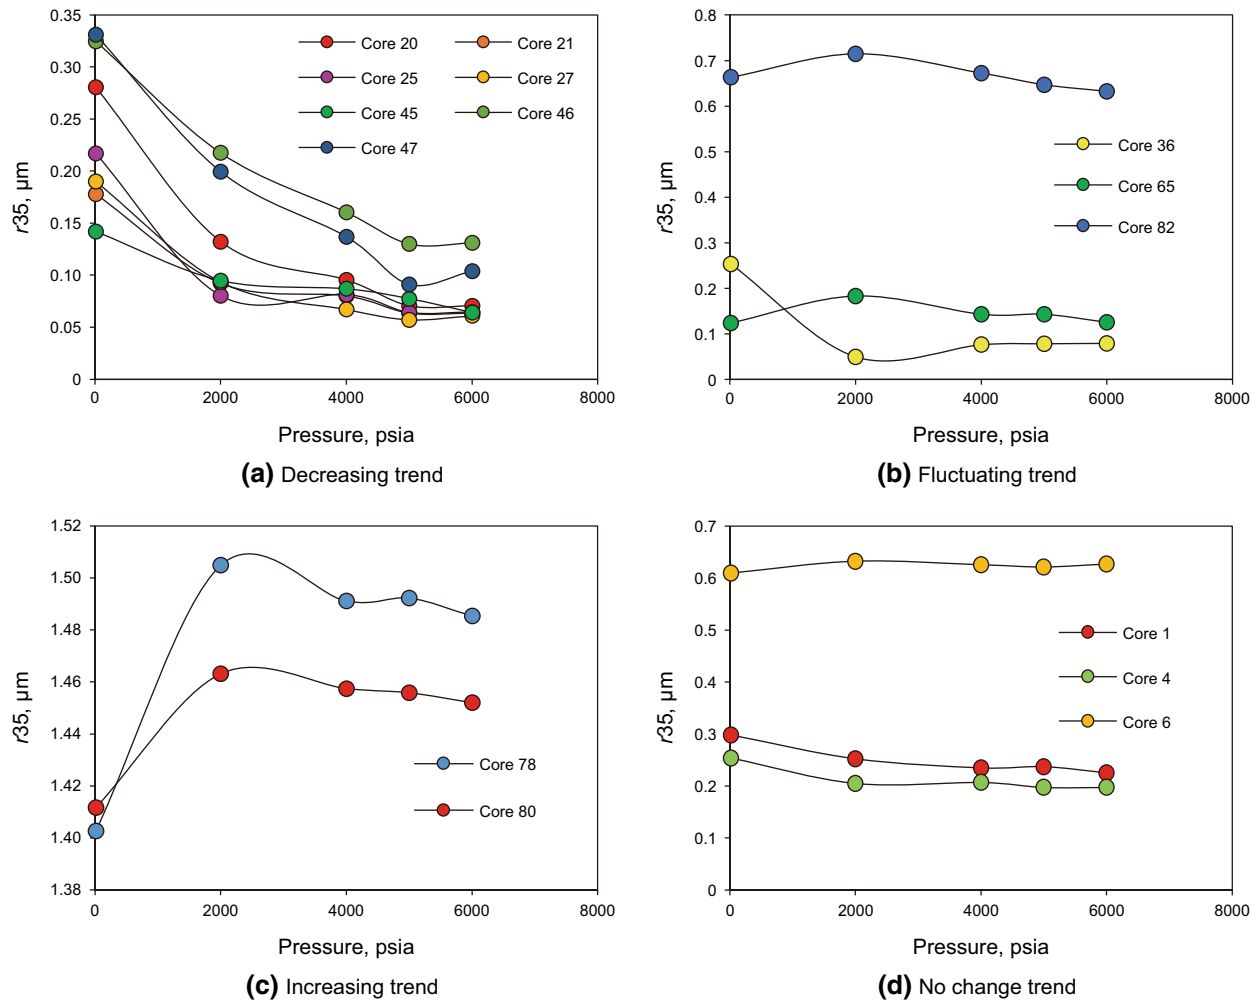 0.35
0.30
0.25
0.20
0.15
0.10
0.05
0
r35, μm
Core 20
Core 21
Core 25
Core 27
Core 45
Core 46
Core 47
0
2000
4000
6000
8000
Pressure, psia
(a) Decreasing trend
0.8
0.7
0.6
0.5
0.4
0.3
0.2
0.1
0
r35, μm
Core 36
Core 65
Core 82
0
2000
4000
6000
8000
Pressure, psia
(b) Fluctuating trend
1.52
1.50
1.48
1.46
1.44
1.42
1.40
1.38
r35, μm
Core 78
Core 80
0
2000
4000
6000
8000
Pressure, psia
(c) Increasing trend
0.7
0.6
0.5
0.4
0.3
0.2
0.1
0
r35, μm
Core 1
Core 4
Core 6
0
2000
4000
6000
8000
Pressure, psia
(d) No change trend